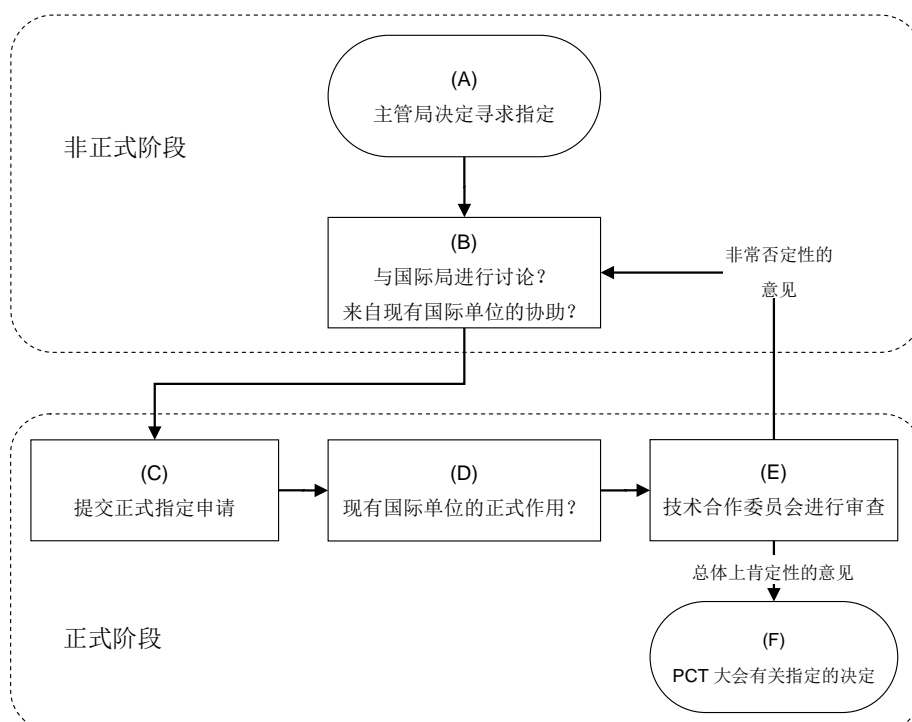 (A)
主管局决定寻求指定
非正式阶段
(B)
与国际局进行讨论？
来自现有国际单位的协助？
非常否定性的
意见
(C)
提交正式指定申请
(D)
现有国际单位的正式作用？
(E)
技术合作委员会进行审查
总体上肯定性的意见
正式阶段
(F)
PCT 大会有关指定的决定